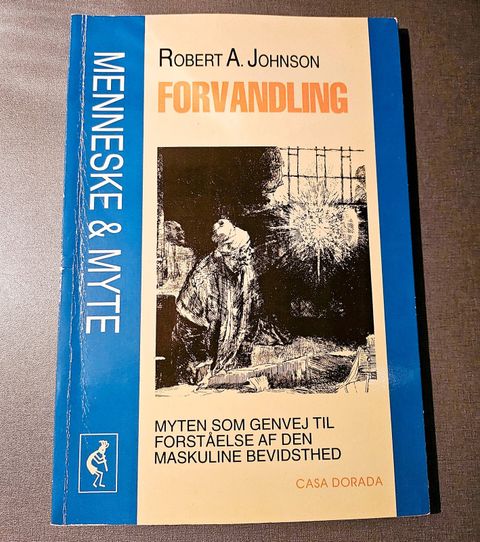 MENNESKE & MYTE
ROBERT A. JOHNSON
FORVANDLING
MYTEN SOM GENVEJ TIL
FORSTÅELSE AF DEN
MASKULINE BEVIDSTHED
CASA DORADA